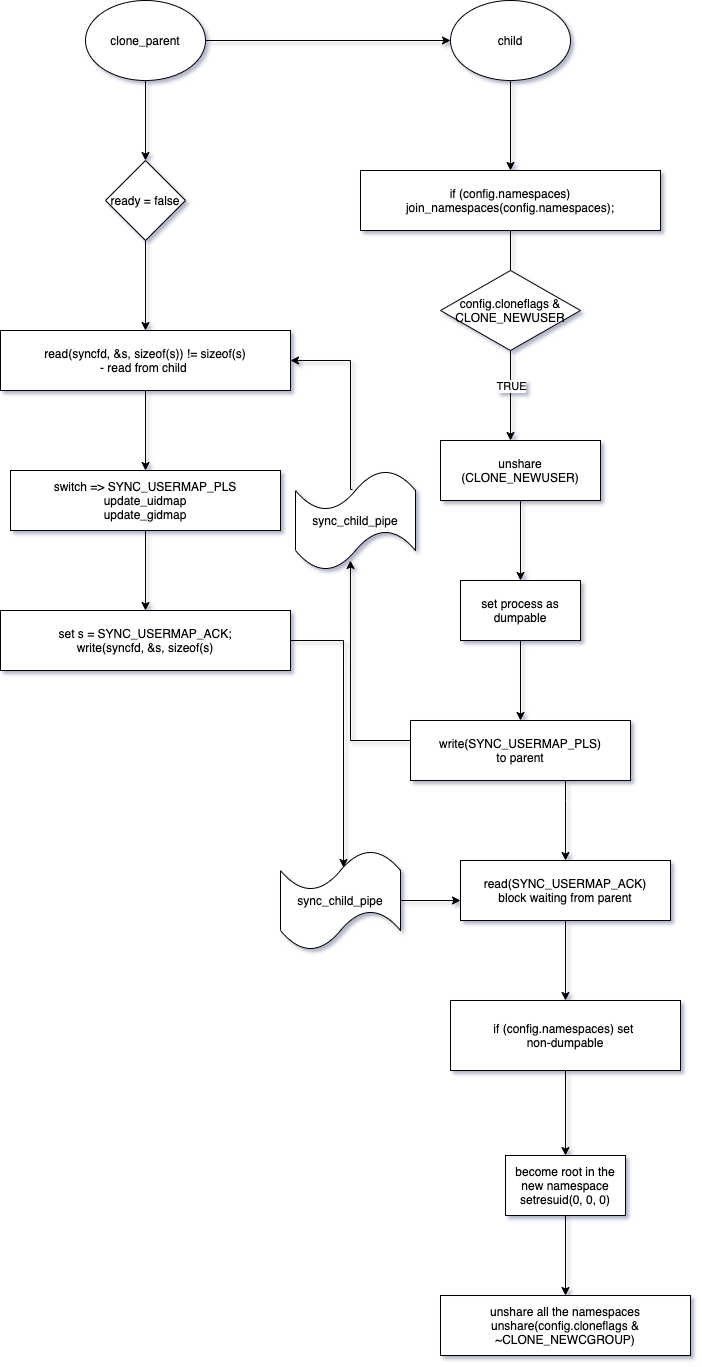 clone_parent
child
ready = false
if (config.namespaces)
join_namespaces(config.namespaces);
config.cloneflags &
CLONE_NEWUSER
read(syncfd, &s, sizeof(s)) != sizeof(s)
- read from child
TRUE
unshare
(CLONE_NEWUSER)
switch => SYNC_USERMAP_PLS
update_uidmap
update_gidmap
sync_child_pipe
set process as
dumpable
set s = SYNC_USERMAP_ACK;
write(syncfd, &s, sizeof(s)
write(SYNC_USERMAP_PLS)
to parent
sync_child_pipe
read(SYNC_USERMAP_ACK)
block waiting from parent
if (config.namespaces) set
non-dumpable
become root in the
new namespace
setresuid(0, 0, 0)
unshare all the namespaces
unshare(config.cloneflags &
~CLONE_NEWCGROUP)